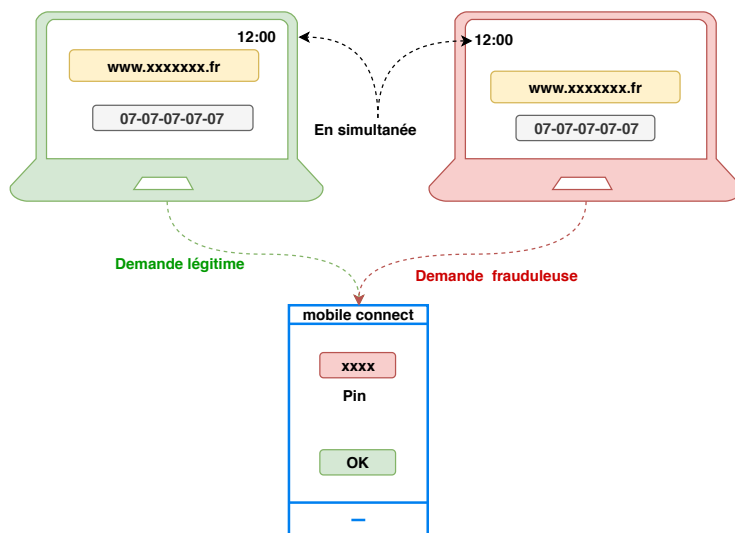 12:00
www.xxxxxxx.fr
07-07-07-07-07
12:00
www.xxxxxxx.fr
07-07-07-07-07
En simultanée
Demande légitime
Demande frauduleuse
mobile connect
xxxx
Pin
OK